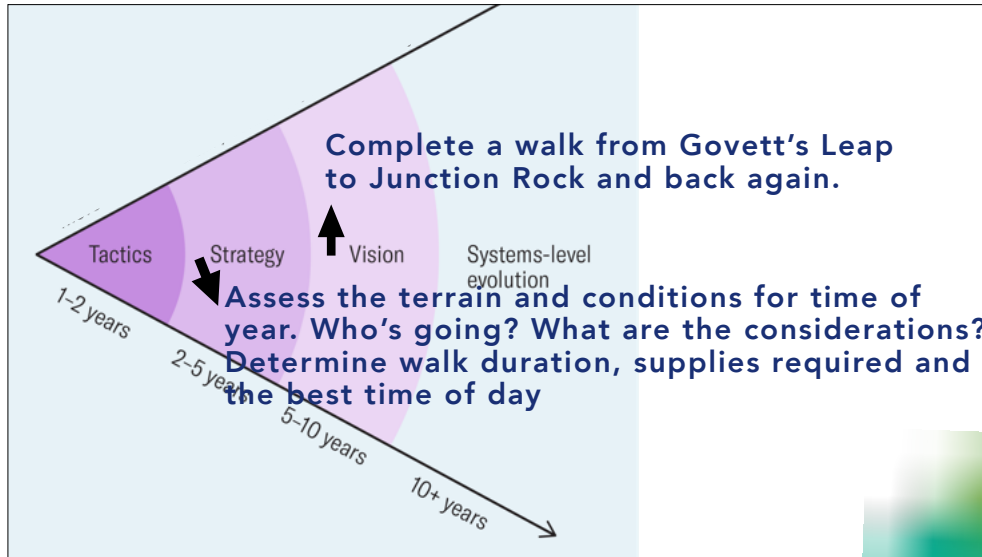 Complete a walk from Govett’s Leap
to Junction Rock and back again.
Tactics
Strategy
Vision
Systems-level
evolution
Assess the terrain and conditions for time of
year. Who’s going? What are the considerations?
Determine walk duration, supplies required and
the best time of day
1–2 years
2–5 years
5–10 years
10+ years